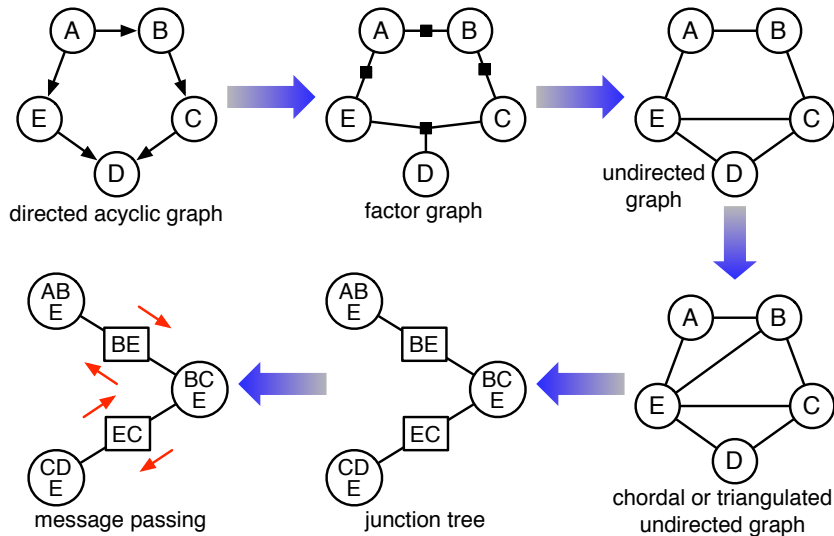 A
B
E
C
D
directed acyclic graph
A
B
E
C
D
factor graph
A
B
E
C
D
undirected
graph
AB
E
BE
BC
E
EC
CD
E
message passing
AB
E
BE
BC
E
EC
CD
E
junction tree
A
B
E
C
D
chordal or triangulated
undirected graph